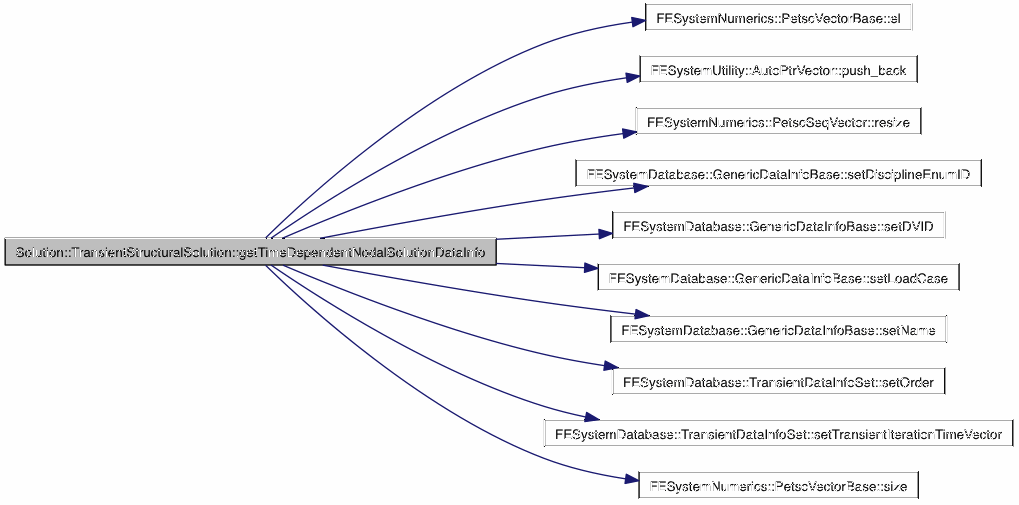 FESystemNumerics::PetscVectorBase::el
FESystemUtility::AutoPtrVector::push_back
FESystemNumerics::PetscSeqVector::resize
FESystemDatabase::GenericDataInfoBase::setDisciplineEnumID
FESystemDatabase::GenericDataInfoBase::setDVID
Solution::TransientStructuralSolution::getTimeDependentNodalSolutionDataInfo
FESystemDatabase::GenericDataInfoBase::setLoadCase
FESystemDatabase::GenericDataInfoBase::setName
FESystemDatabase::TransientDataInfoSet::setOrder
FESystemDatabase::TransientDataInfoSet::setTransientIterationTimeVector
FESystemNumerics::PetscVectorBase::size